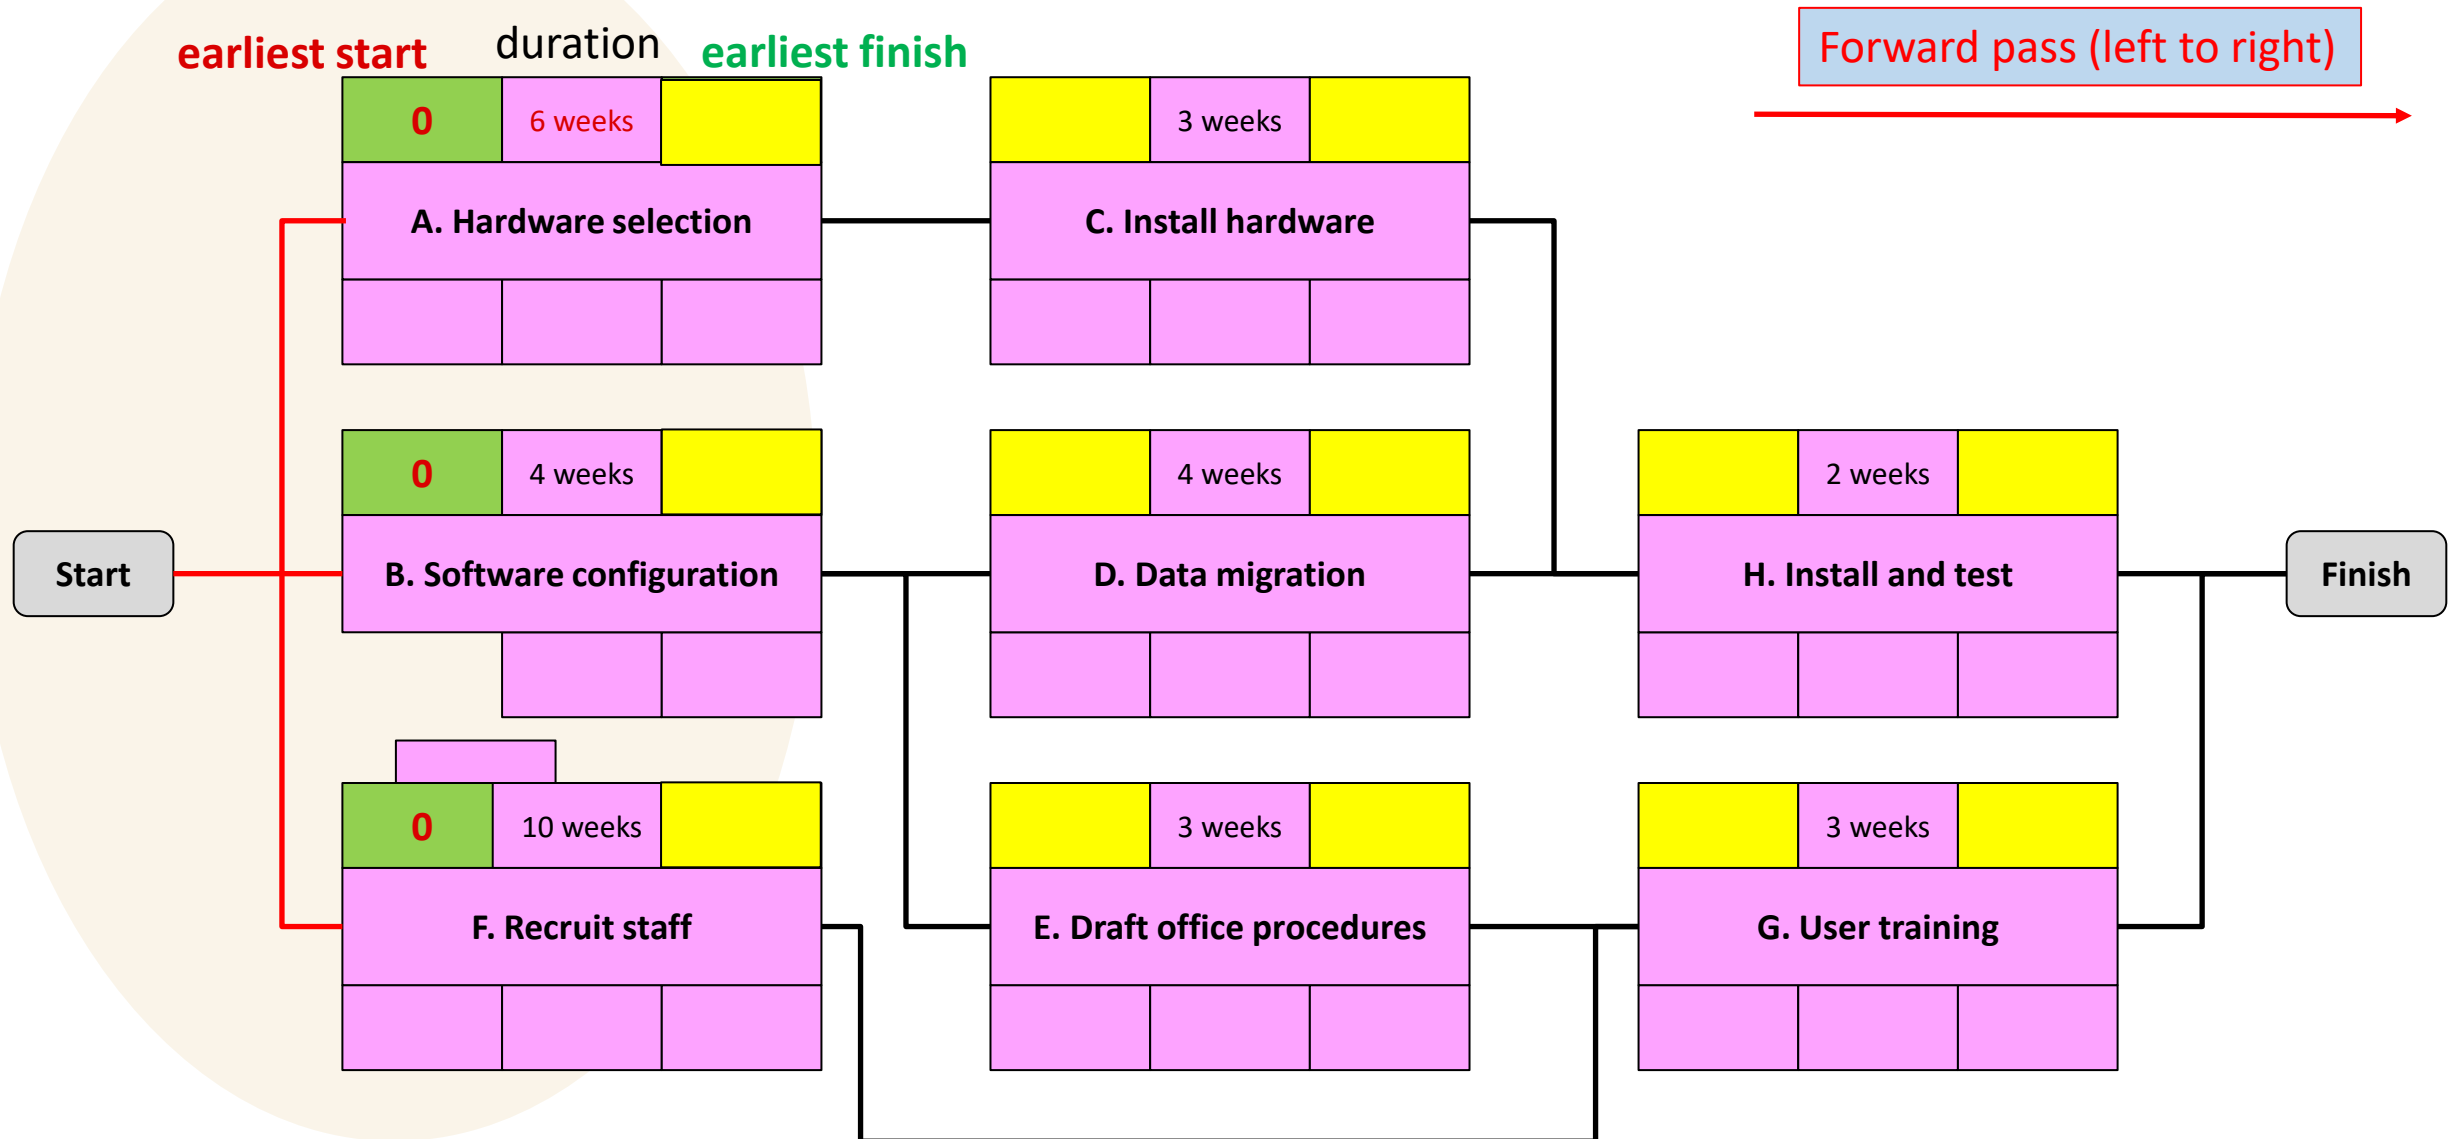 earliest start
duration
earliest finish
Forward pass (left to right)
0
6 weeks
3 weeks
A. Hardware selection
C. Install hardware
0
4 weeks
4 weeks
2 weeks
Start
B. Software configuration
D. Data migration
H. Install and test
Finish
0
10 weeks
3 weeks
3 weeks
F. Recruit staff
E. Draft office procedures
G. User training